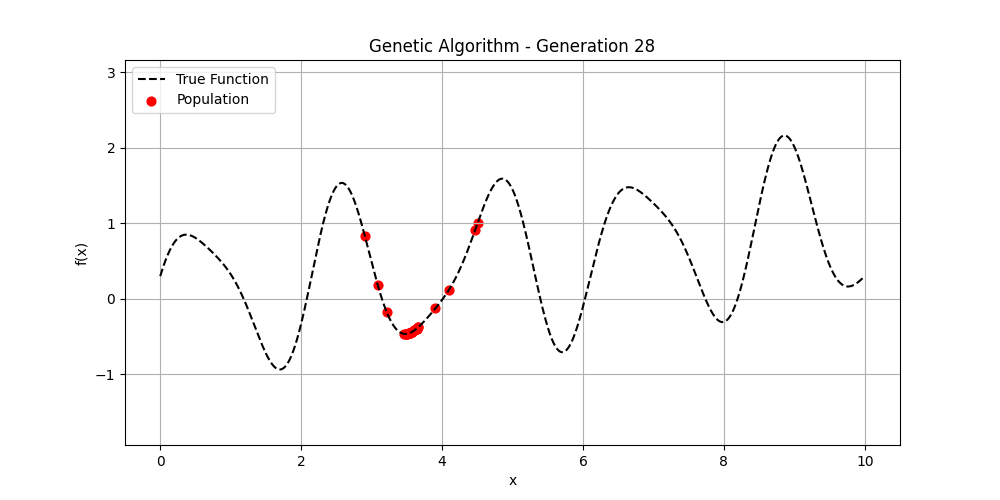 Genetic Algorithm - Generation 28
True Function
Population
f(x)
3
2
1
0
−1
0 2 4 6 8 10
x